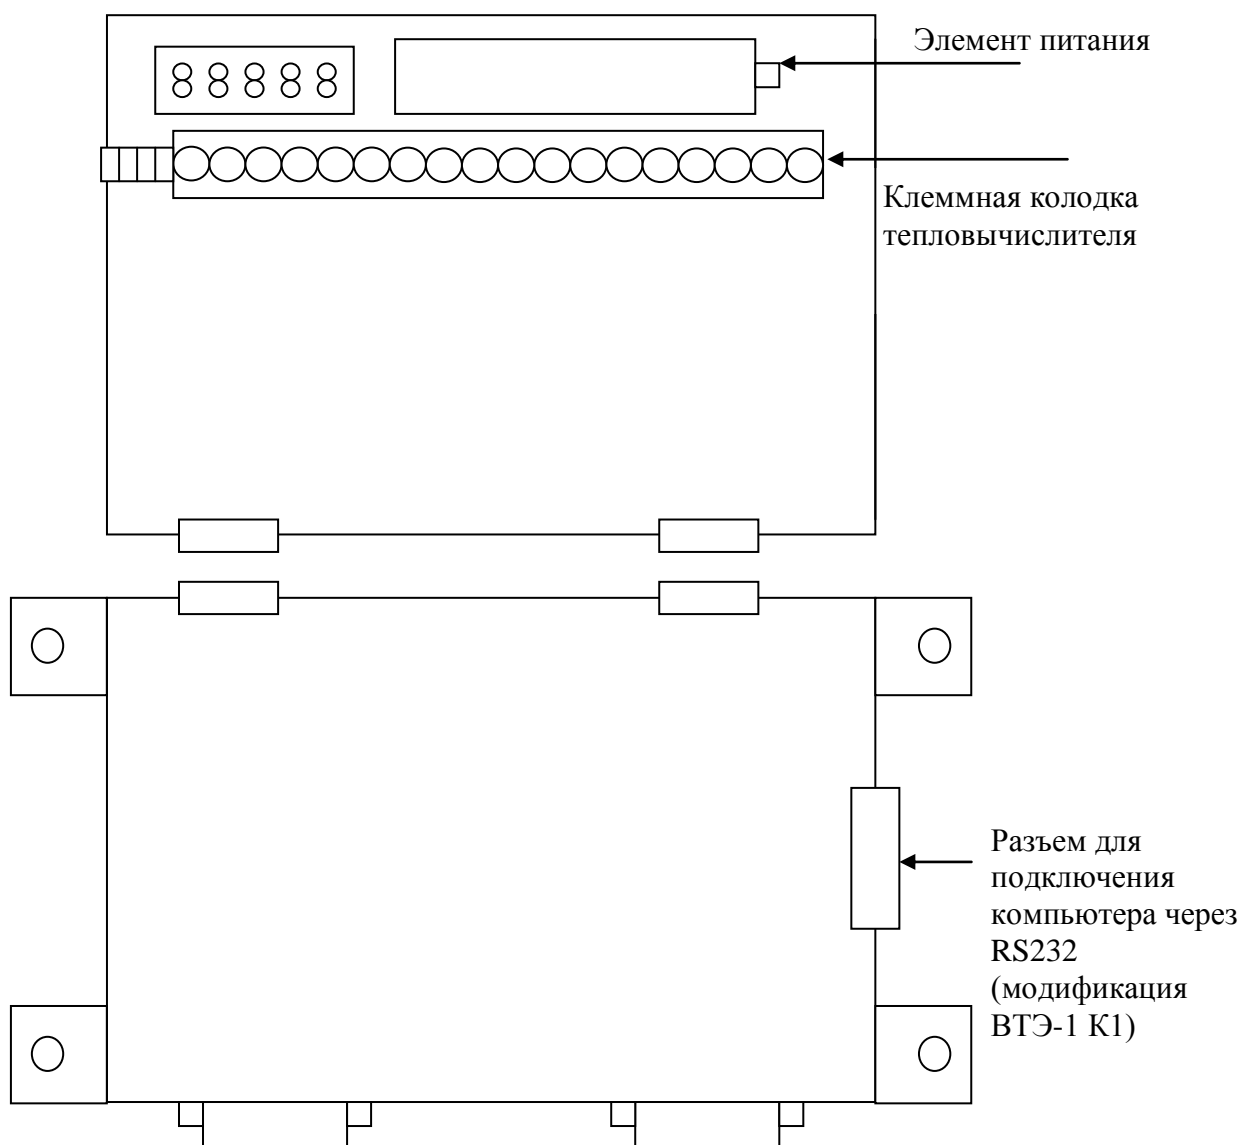 Элемент питания
Клеммная колодка
тепловычислителя
Разъем для
подключения
компьютера через
RS232
(модификация
ВТЭ-1 К1)